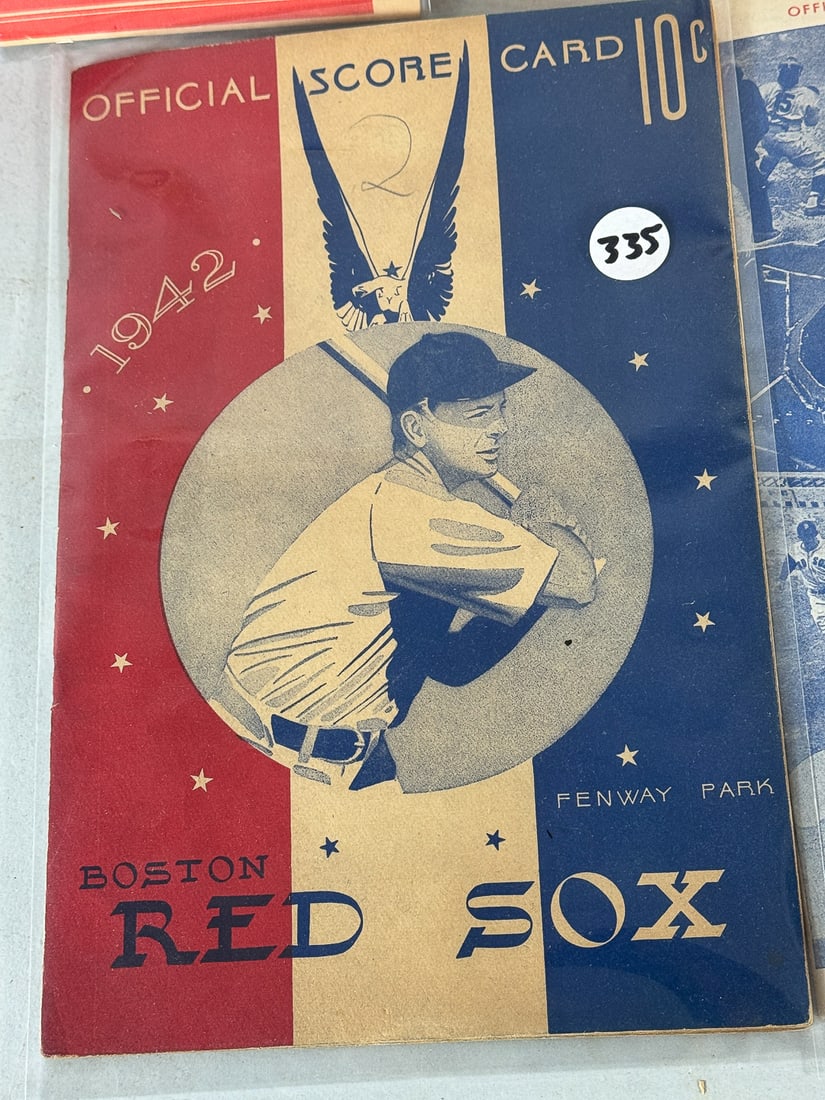 OFFICIAL SCORE CARD 10c
2
335
• 1942 •
FENWAY PARK
BOSTON
RED SOX